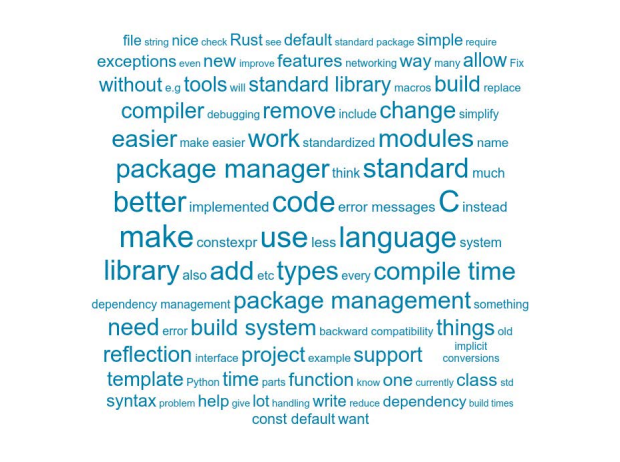 file string nice check Rust see default standard package simple require
exceptions even new improve features networking way many allow Fix
without e.g tools will standard library macros build replace
compiler debugging remove include change simplify
easier make easier work standardized modules name
package manager think standard much
better implemented code error messages C instead
make constexpr use less language system
library also add etc types every compile time
dependency management package management something
need error build system backward compatibility things old
reflection interface project example support implicit conversions
template Python time parts function know one currently class std
syntax problem help give lot handling write reduce dependency build times
const default want